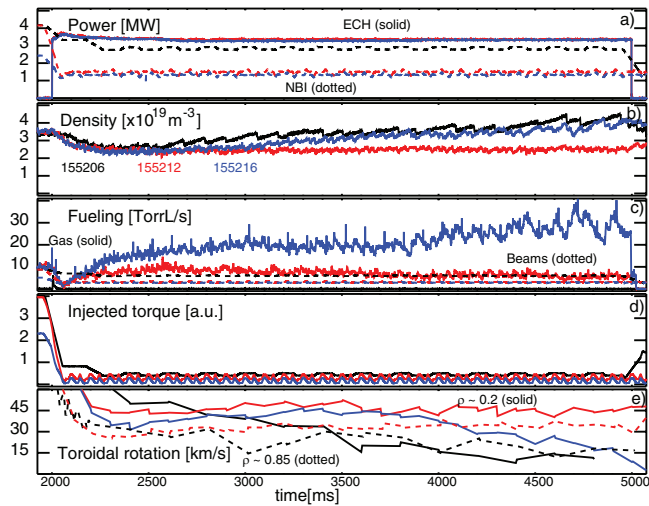 Power [MW]
ECH (solid)
a)
4
3
2
1
NBI (dotted)
Density [x10¹⁹m⁻³
b)
4
3
2
1
155206 155212 155216
Fueling [TorrL/s]
c)
30
20
10
Gas (solid)
Beams (dotted)
Injected torque [a.u.]
d)
3
2
1
e)
45
30
15
ρ ~ 0.2 (solid)
Toroidal rotation [km/s]
ρ ~ 0.85 (dotted)
2000 2500 3000 3500 4000 4500 5000
time[ms]